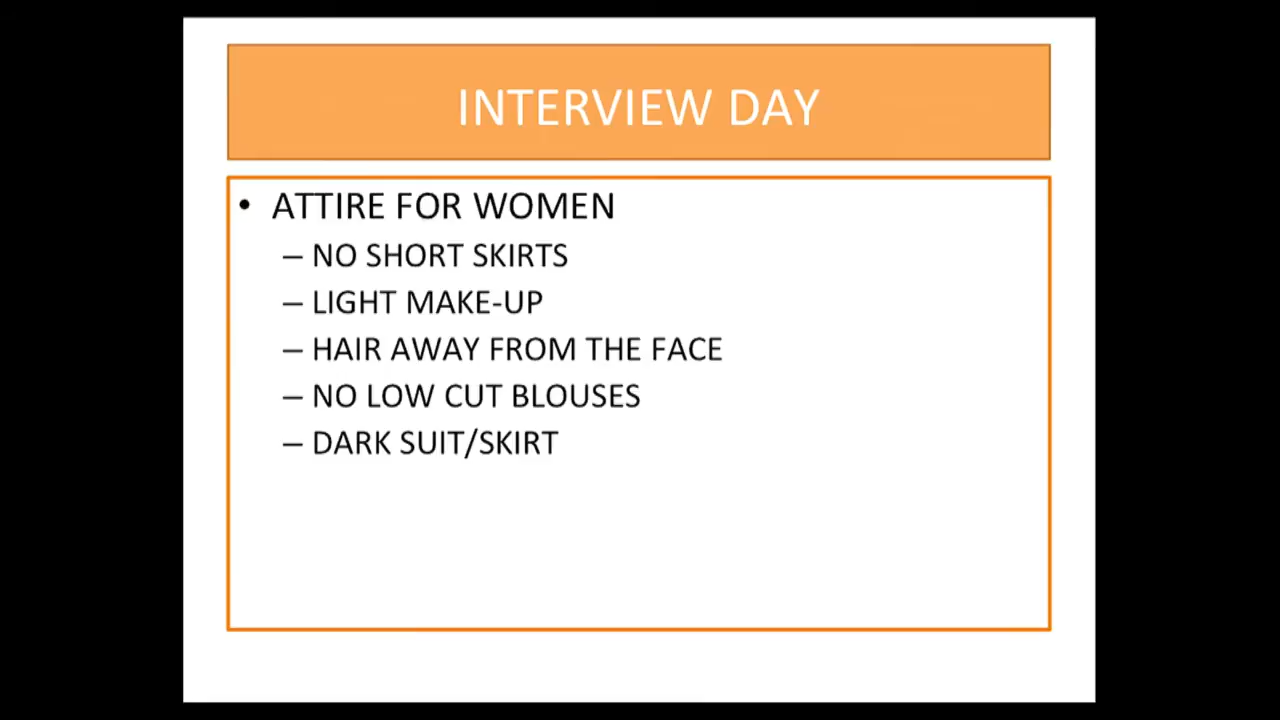 INTERVIEW DAY
• ATTIRE FOR WOMEN
– NO SHORT SKIRTS
– LIGHT MAKE-UP
– HAIR AWAY FROM THE FACE
– NO LOW CUT BLOUSES
– DARK SUIT/SKIRT